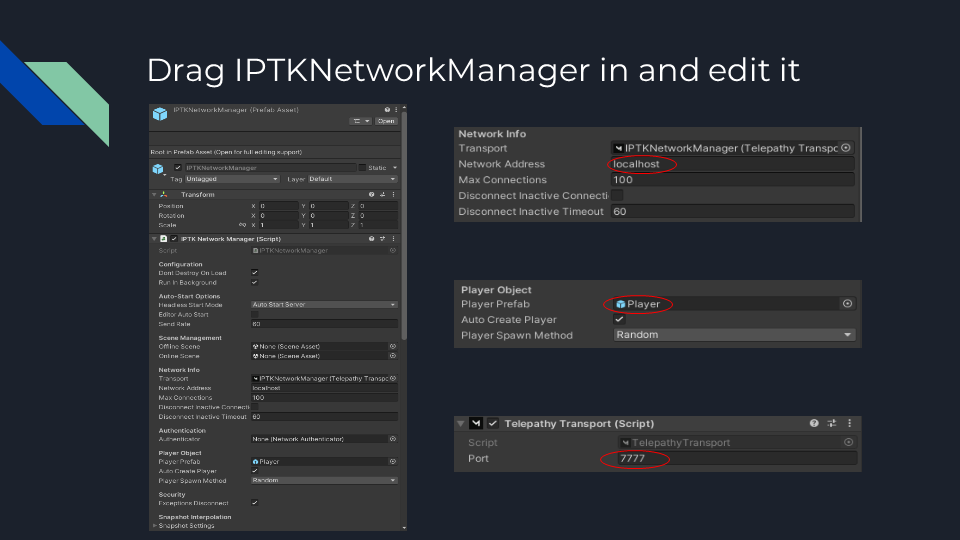 Drag IPTKNetworkManager in and edit it
IPTKNetworkManager (Prefab Asset)
Open
Root in Prefab Asset (Open for full editing support)
IPTKNetworkManager Static
Tag Untagged Layer Default
Transform
Position X 0 Y 0 Z 0
Rotation X 0 Y 0 Z 0
Scale X 1 Y 1 Z 1
IPTK Network Manager (Script)
Script IPTKNetworkManager
Configuration
Dont Destroy On Load
Run In Background
Auto-Start Options
Headless Start Mode Auto Start Server
Editor Auto Start
Send Rate 60
Scene Management
Offline Scene None (Scene Asset)
Online Scene None (Scene Asset)
Network Info
Transport IPTKNetworkManager (Telepathy Transpc
Network Address localhost
Max Connections 100
Disconnect Inactive Connecti
Disconnect Inactive Timeout 60
Authentication
Authenticator None (Network Authenticator)
Player Object
Player Prefab Player
Auto Create Player
Player Spawn Method Random
Security
Exceptions Disconnect
Snapshot Interpolation
Snapshot Settings
Network Info
Transport IPTKNetworkManager (Telepathy Transpc
Network Address localhost
Max Connections 100
Disconnect Inactive Connecti
Disconnect Inactive Timeout 60
Player Object
Player Prefab Player
Auto Create Player
Player Spawn Method Random
Telepathy Transport (Script)
Script TelepathyTransport
Port 7777